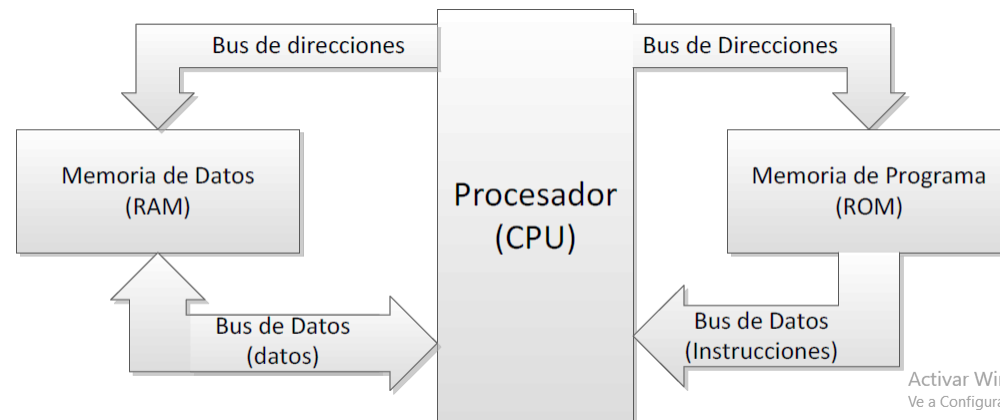 Bus de direcciones
Bus de Direcciones
Memoria de Datos
(RAM)
Procesador
(CPU)
Memoria de Programa
(ROM)
Bus de Datos
(datos)
Bus de Datos
(Instrucciones)
Activar Wi
Ve a Configura